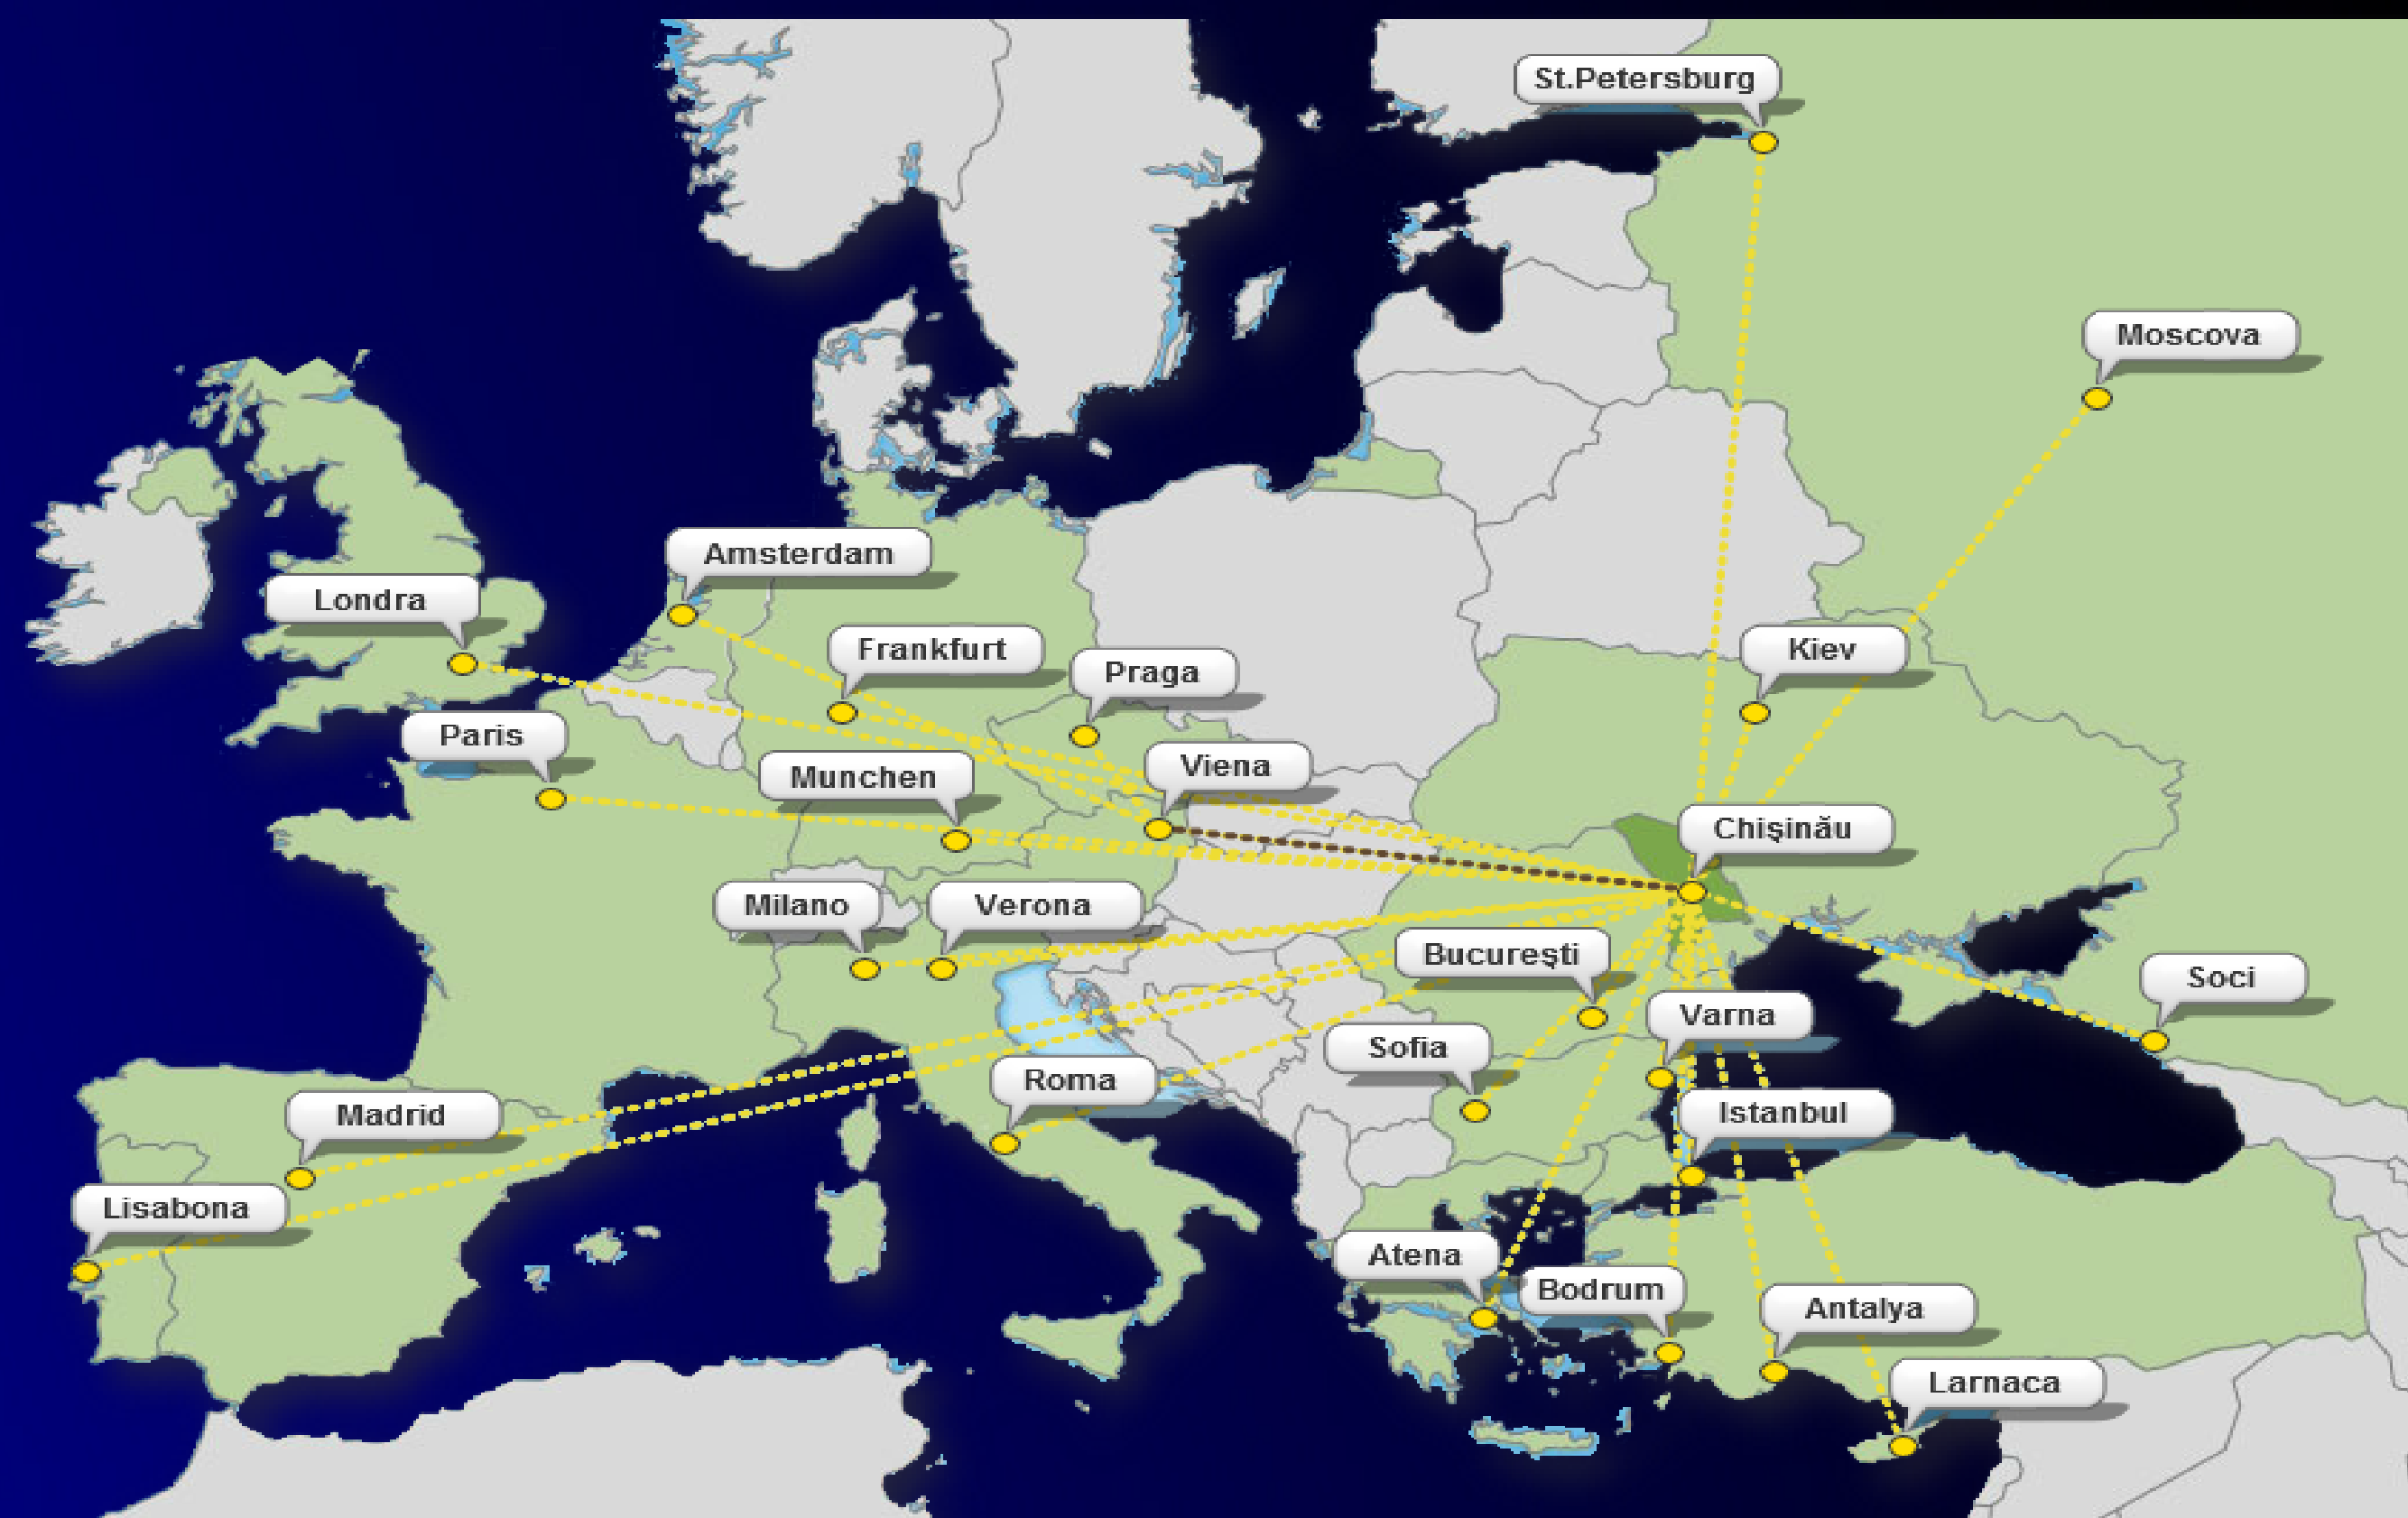 St.Petersburg
Moscova
Amsterdam
Londra
Frankfurt
Kiev
Praga
Paris
Viena
Munchen
Chişinău
Milano
Verona
Bucureşti
Soci
Varna
Sofia
Roma
Madrid
Istanbul
Lisabona
Atena
Bodrum
Antalya
Larnaca